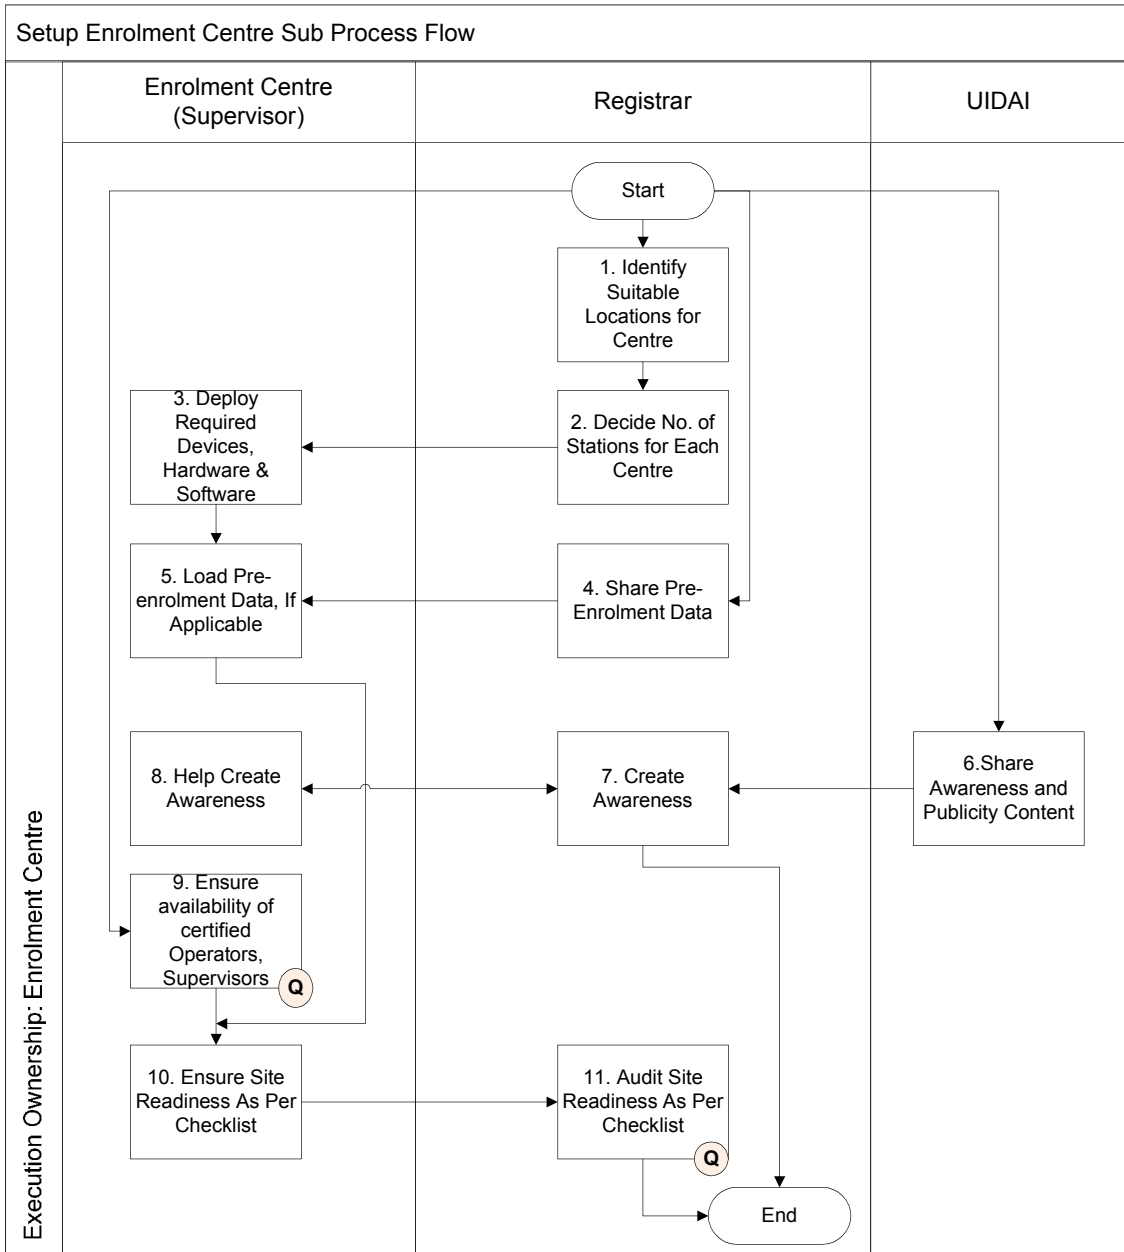 Setup Enrolment Centre Sub Process Flow
Enrolment Centre
(Supervisor)
Registrar
UIDAI
Start
1. Identify
Suitable
Locations for
Centre
3. Deploy
Required
Devices,
Hardware &
Software
2. Decide No. of
Stations for Each
Centre
5. Load Pre-
enrolment Data, If
Applicable
4. Share Pre-
Enrolment Data
8. Help Create
Awareness
7. Create
Awareness
6.Share
Awareness and
Publicity Content
9. Ensure
availability of
certified
Operators,
Supervisors
Q
10. Ensure Site
Readiness As Per
Checklist
11. Audit Site
Readiness As Per
Checklist
Q
End
Execution Ownership: Enrolment Centre